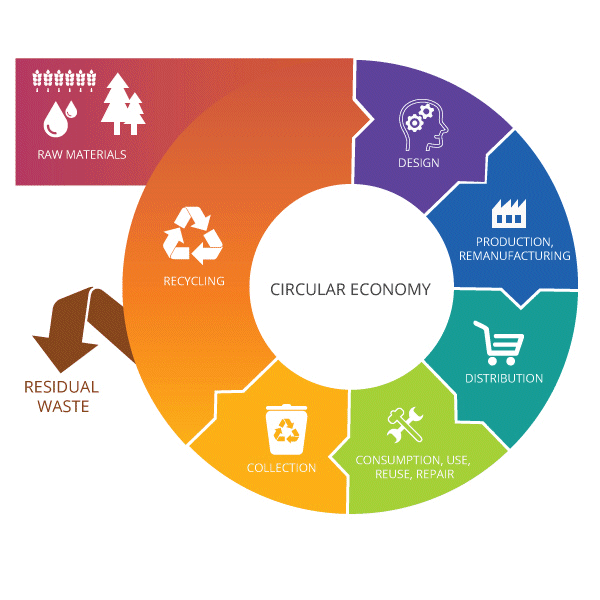 RAW MATERIALS
DESIGN
PRODUCTION,
REMANUFACTURING
RECYCLING
CIRCULAR ECONOMY
DISTRIBUTION
RESIDUAL
WASTE
CONSUMPTION, USE,
REUSE, REPAIR
COLLECTION